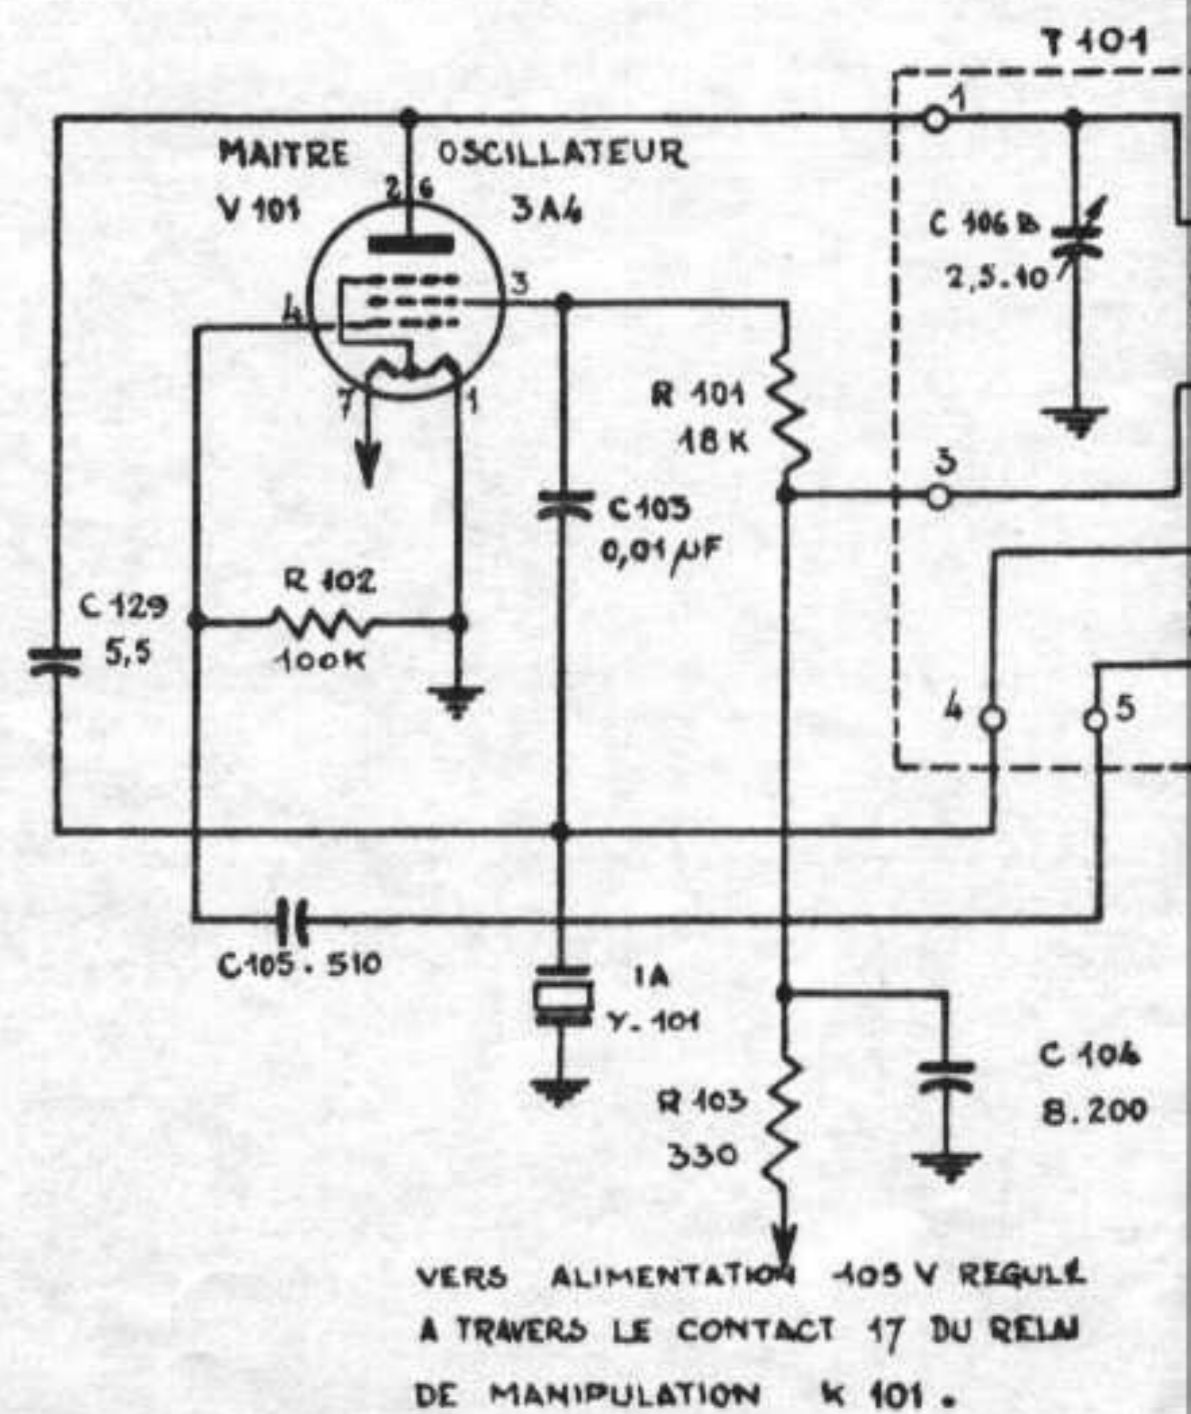 T 101
1
MAITRE OSCILLATEUR
2 6
V 101 3A4
C 106 B
2,5.10
3
4
R 101
18 K
7
1
3
C 103
0,01 µF
R 102
C 129
5,5
100K
4
5
C105. 510
1A
Y. 101
C 104
R 103
8.200
330
VERS ALIMENTATION 105 V REGULE
A TRAVERS LE CONTACT 17 DU RELAI
DE MANIPULATION K 101.